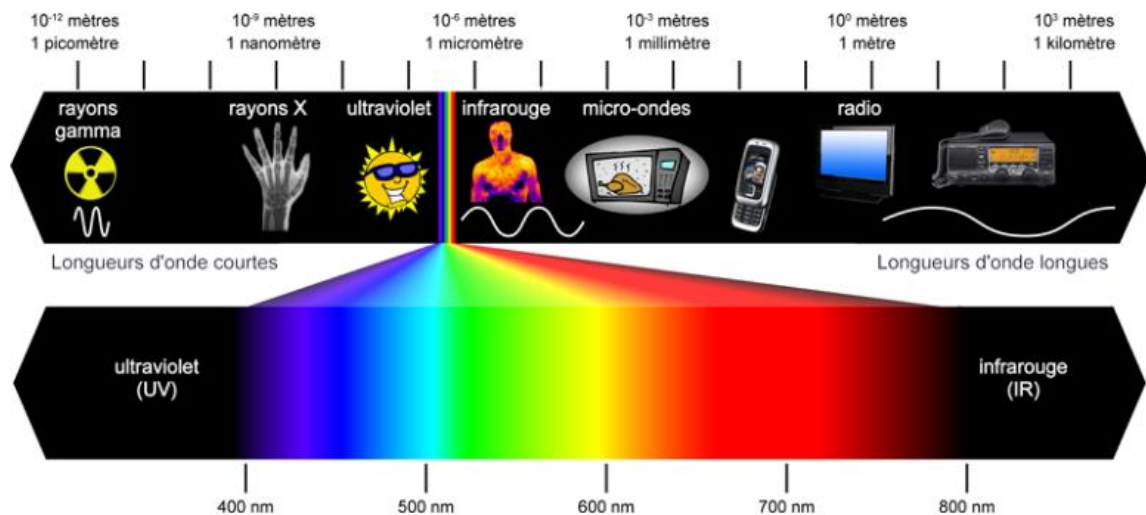 10⁻¹² mètres
1 picomètre
10⁻⁹ mètres
1 nanomètre
10⁻⁶ mètres
1 micromètre
10⁻³ mètres
1 millimètre
10⁰ mètres
1 mètre
10³ mètres
1 kilomètre
rayons
gamma
rayons X
ultraviolet
infrarouge
micro-ondes
radio
Longueurs d'onde courtes
Longueurs d'onde longues
ultraviolet
(UV)
infrarouge
(IR)
400 nm
500 nm
600 nm
700 nm
800 nm